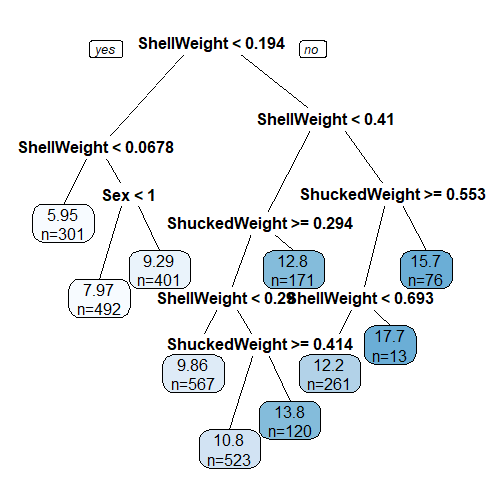 yes ShellWeight < 0.194 no
ShellWeight < 0.41
ShellWeight < 0.0678
Sex < 1 ShuckedWeight >= 0.553
5.95
n=301
ShuckedWeight >= 0.294
9.29
n=401
12.8
n=171
15.7
n=76
7.97
n=492
ShellWeight < 0.29 ShellWeight < 0.693
ShuckedWeight >= 0.414
17.7
n=13
9.86
n=567
12.2
n=261
13.8
n=120
10.8
n=523